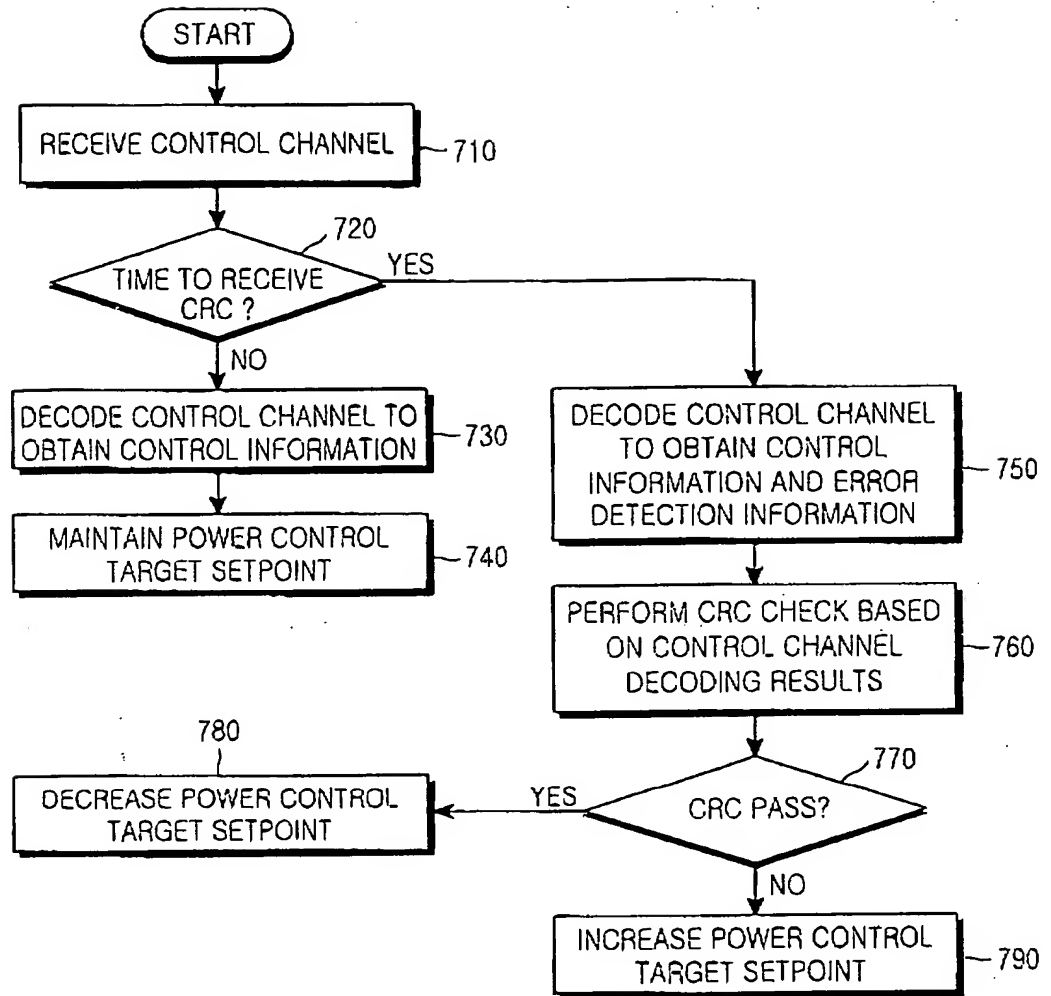 START
RECEIVE CONTROL CHANNEL
710
720
TIME TO RECEIVE
CRC ?
YES
NO
DECODE CONTROL CHANNEL TO
OBTAIN CONTROL INFORMATION
730
MAINTAIN POWER CONTROL
TARGET SETPOINT
740
DECODE CONTROL CHANNEL
TO OBTAIN CONTROL
INFORMATION AND ERROR
DETECTION INFORMATION
750
PERFORM CRC CHECK BASED
ON CONTROL CHANNEL
DECODING RESULTS
760
770
CRC PASS?
YES
780
DECREASE POWER CONTROL
TARGET SETPOINT
NO
INCREASE POWER CONTROL
TARGET SETPOINT
790